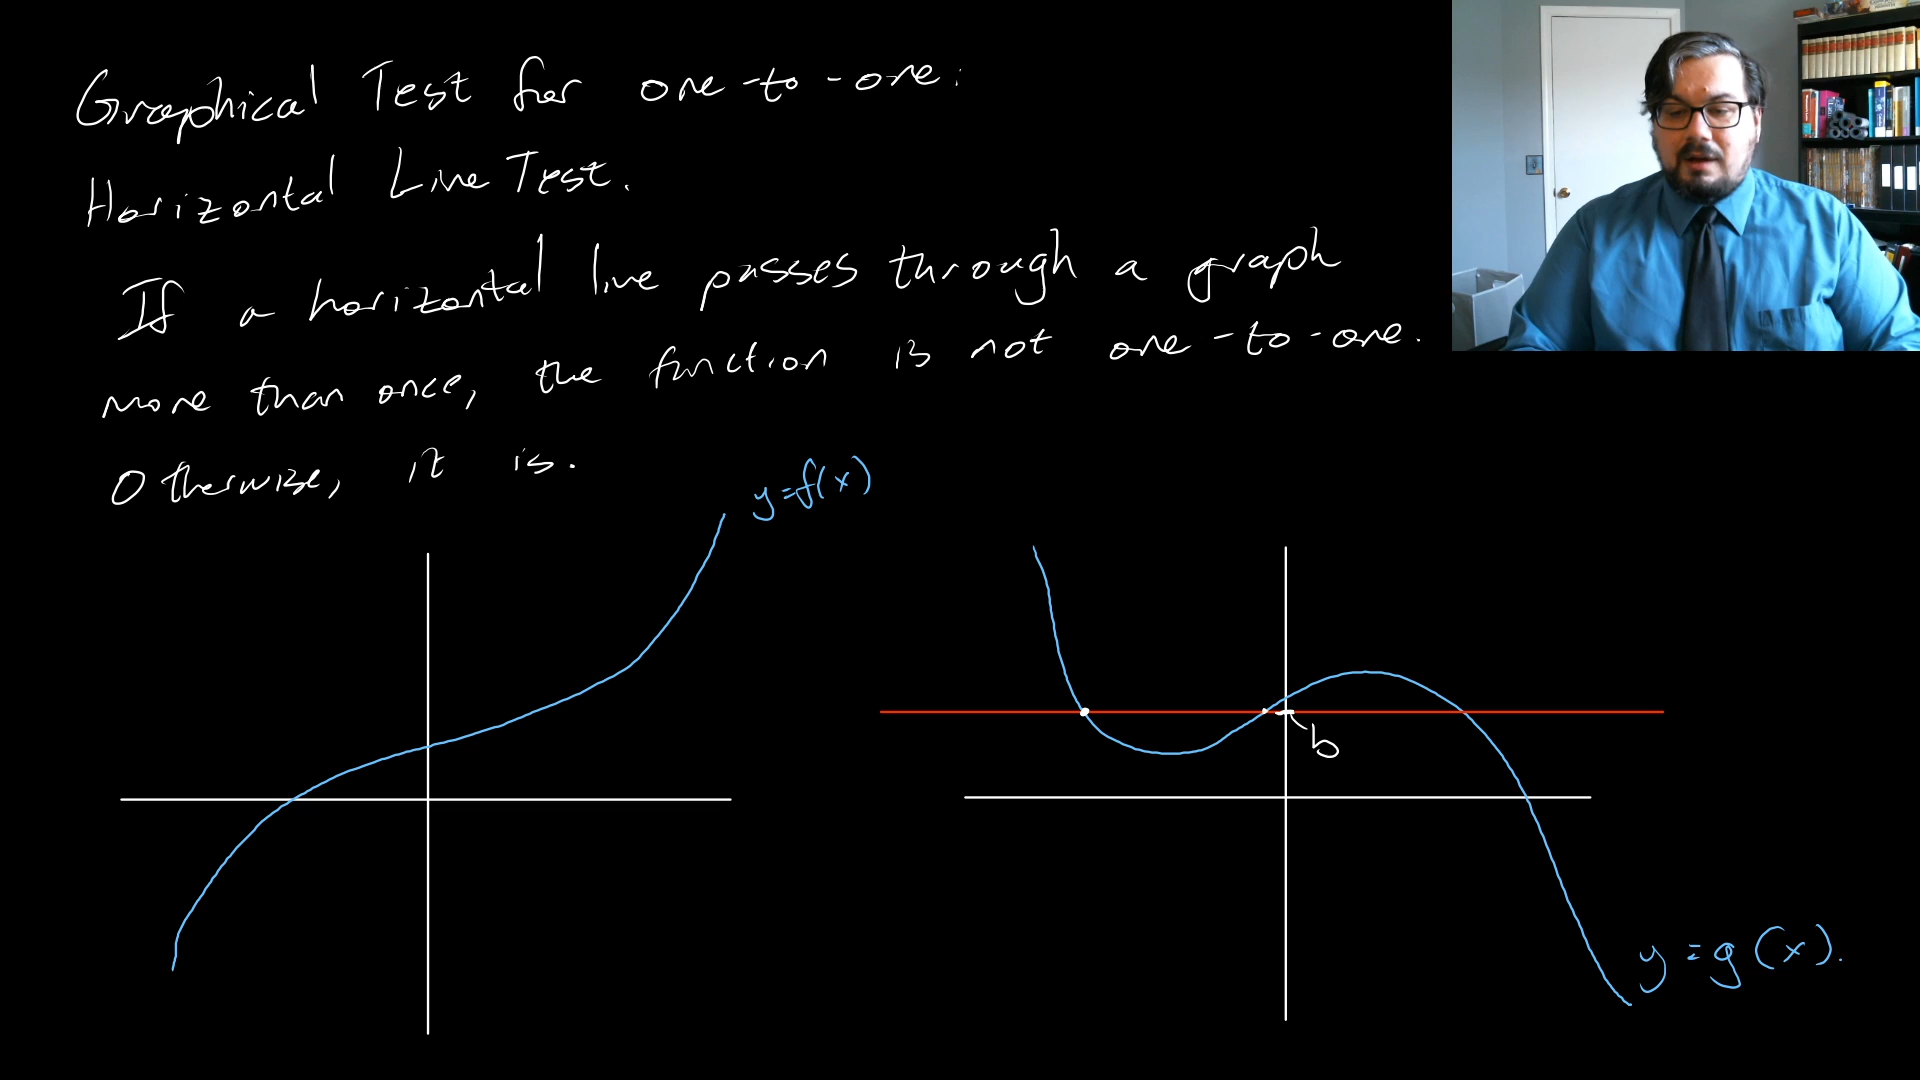 Graphical Test for one-to-one:
Horizontal Line Test.
If a horizontal line passes through a graph
more than once, the function is not one-to-one.
Otherwise, it is.
y=f(x)
b
y=g(x).